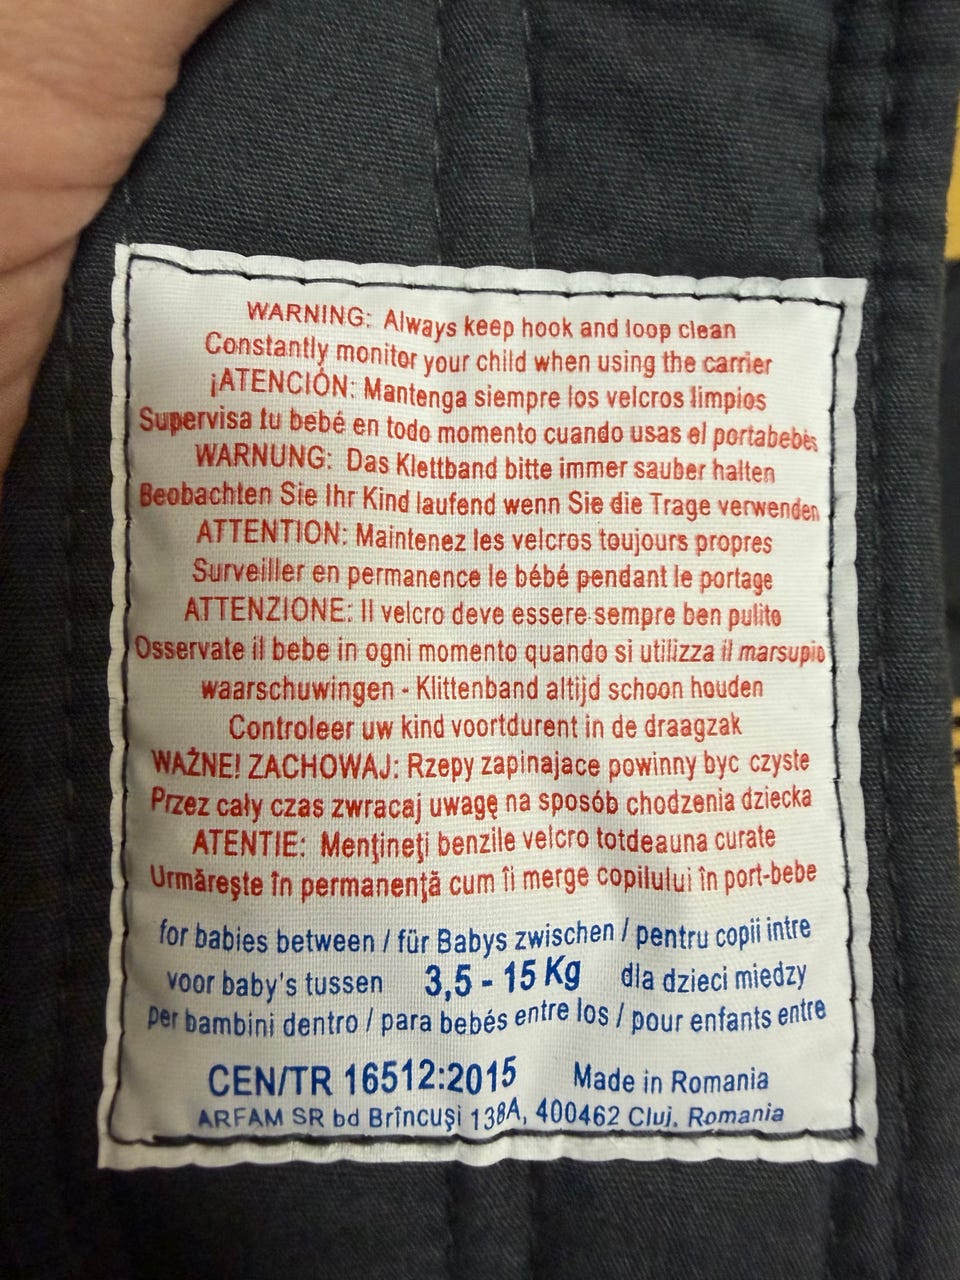 WARNING: Always keep hook and loop clean
Constantly monitor your child when using the carrier
¡ATENCIÓN: Mantenga siempre los velcros limpios
Supervisa tu bebé en todo momento cuando usas el portabebés
WARNUNG: Das Klettband bitte immer sauber halten
Beobachten Sie Ihr Kind laufend wenn Sie die Trage verwenden
ATTENTION: Maintenez les velcros toujours propres
Surveiller en permanence le bébé pendant le portage
ATTENZIONE: Il velcro deve essere sempre ben pulito
Osservate il bebe in ogni momento quando si utilizza il marsupio
waarschuwingen - Klittenband altijd schoon houden
Controleer uw kind voortdurent in de draagzak
WAŻNE! ZACHOWAJ: Rzepy zapinajace powinny byc czyste
Przez cały czas zwracaj uwagę na sposób chodzenia dziecka
ATENTIE: Menţineţi benzile velcro totdeauna curate
Urmăreşte în permanenţă cum îi merge copilului în port-bebe
for babies between / für Babys zwischen / pentru copii intre
voor baby's tussen 3,5 - 15 Kg dla dzieci miedzy
per bambini dentro / para bebés entre los / pour enfants entre
CEN/TR 16512:2015 Made in Romania
ARFAM SR bd Brîncuşi 138A, 400462 Cluj, Romania